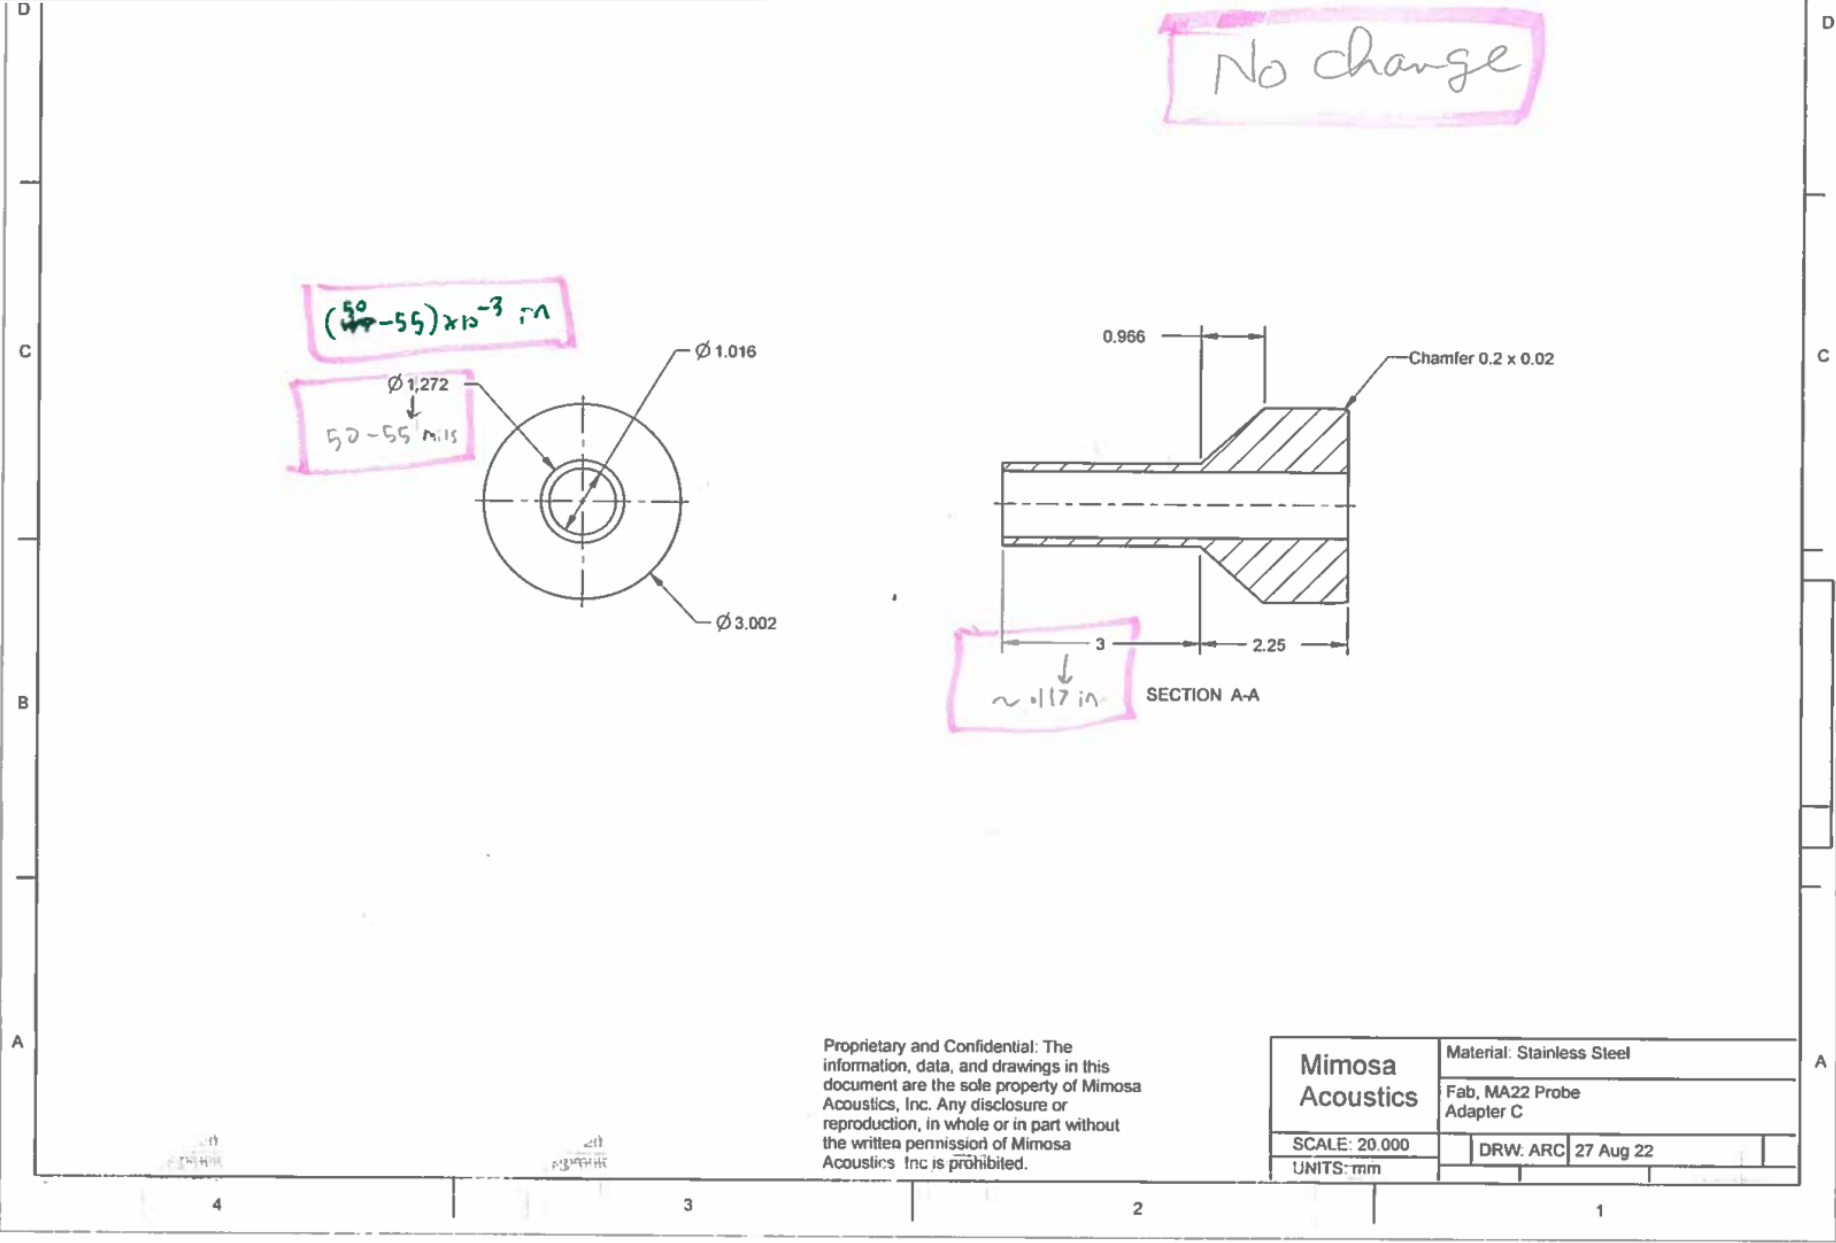 D
D
No change
(50-55)x10-3 in
C
C
Ø1.016
Ø1,272
↓
50-55 mils
Ø3.002
0.966
Chamfer 0.2 x 0.02
3
2.25
↓
~ .117 in
SECTION A-A
B
A
A
Proprietary and Confidential: The
information, data, and drawings in this
document are the sole property of Mimosa
Acoustics, Inc. Any disclosure or
reproduction, in whole or in part without
the written permission of Mimosa
Acoustics Inc is prohibited.
Mimosa
Acoustics
Material: Stainless Steel
Fab, MA22 Probe
Adapter C
SCALE: 20.000
DRW: ARC 27 Aug 22
UNITS: mm
4
3
2
1